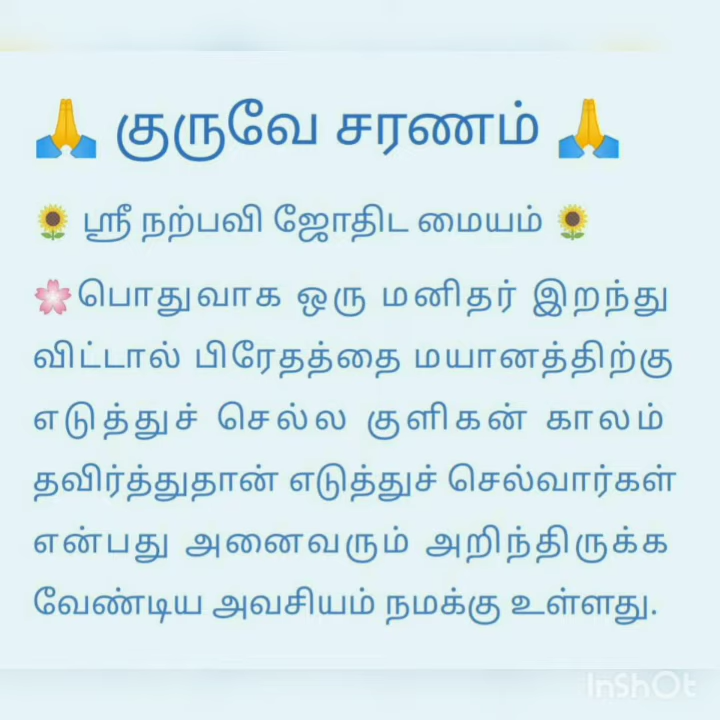 🙏 குருவே சரணம் 🙏
🌻 ஸ்ரீ நற்பவி ஜோதிட மையம் 🌻
🌸பொதுவாக ஒரு மனிதர் இறந்து
விட்டால் பிரேதத்தை மயானத்திற்கு
எடுத்துச் செல்ல குளிகன் காலம்
தவிர்த்துதான் எடுத்துச் செல்வார்கள்
என்பது அனைவரும் அறிந்திருக்க
வேண்டிய அவசியம் நமக்கு உள்ளது.
InShOt